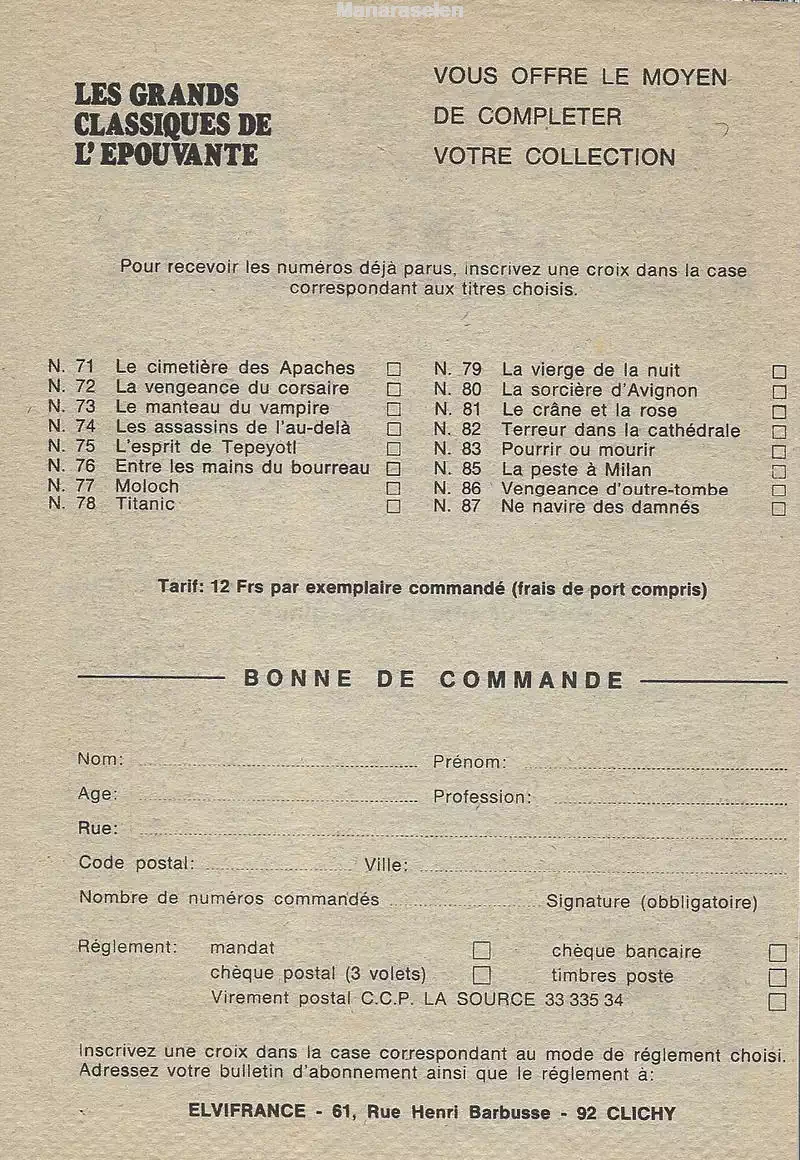 Manaraselen
LES GRANDS
CLASSIQUES DE
L'EPOUVANTE
VOUS OFFRE LE MOYEN
DE COMPLETER
VOTRE COLLECTION
Pour recevoir les numéros déjà parus, inscrivez une croix dans la case
correspondant aux titres choisis.
N. 71 Le cimetière des Apaches
N. 72 La vengeance du corsaire
N. 73 Le manteau du vampire
N. 74 Les assassins de l'au-delà
N. 75 L'esprit de Tepeyotl
N. 76 Entre les mains du bourreau
N. 77 Moloch
N. 78 Titanic
N. 79 La vierge de la nuit
N. 80 La sorcière d'Avignon
N. 81 Le crâne et la rose
N. 82 Terreur dans la cathédrale
N. 83 Pourrir ou mourir
N. 85 La peste à Milan
N. 86 Vengeance d'outre-tombe
N. 87 Ne navire des damnés
Tarif: 12 Frs par exemplaire commandé (frais de port compris)
BONNE DE COMMANDE
Nom: Prénom:
Age: Profession:
Rue:
Code postal: Ville:
Nombre de numéros commandés Signature (obbligatoire)
Réglement: mandat chèque bancaire
chèque postal (3 volets) timbres poste
Virement postal C.C.P. LA SOURCE 33 335 34
Inscrivez une croix dans la case correspondant au mode de réglement choisi.
Adressez votre bulletin d'abonnement ainsi que le réglement à:
ELVIFRANCE - 61, Rue Henri Barbusse - 92 CLICHY